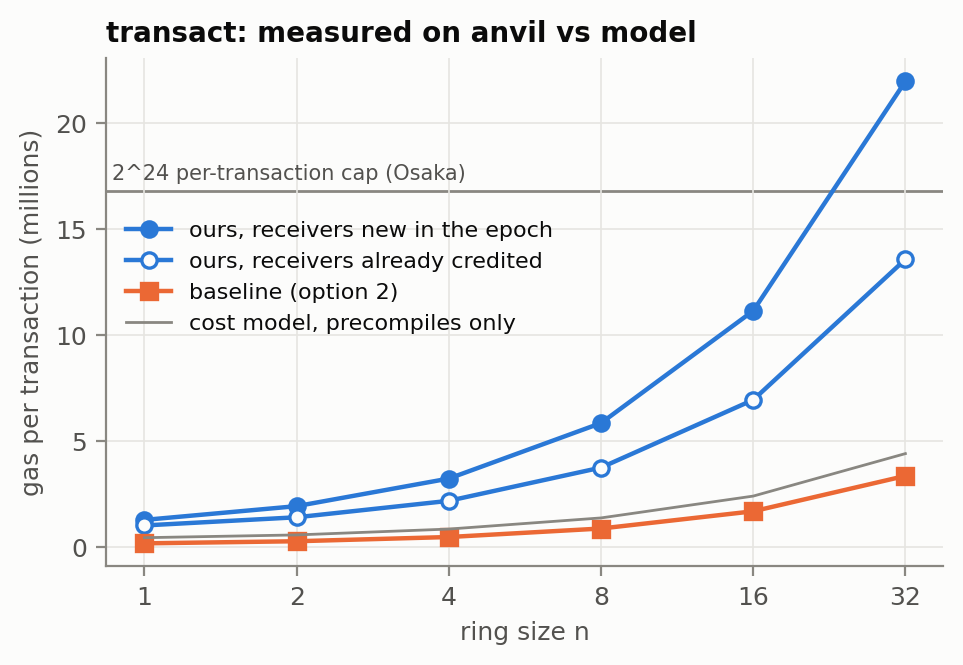 transact: measured on anvil vs model
gas per transaction (millions)
20
15
10
5
0
2^24 per-transaction cap (Osaka)
ours, receivers new in the epoch
ours, receivers already credited
baseline (option 2)
cost model, precompiles only
1 2 4 8 16 32
ring size n